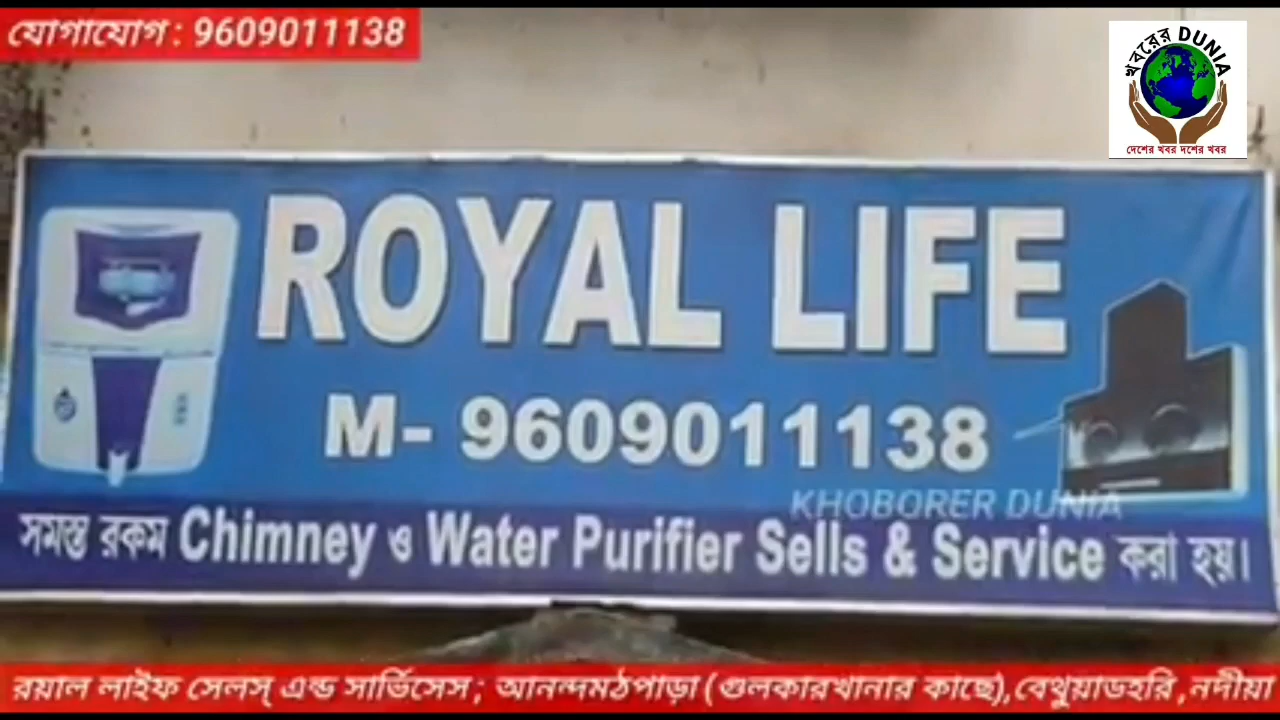 যোগাযোগ : 9609011138
খবরের DUNIA
দেশের খবর দশের খবর
ROYAL LIFE
M- 9609011138
KHOBORER DUNIA
সমস্ত রকম Chimney ও Water Purifier Sells & Service করা হয়।
রয়াল লাইফ সেলস্ এন্ড সার্ভিসেস ; আনন্দমঠপাড়া (গুলকারখানার কাছে), বেথুয়াডহরি , নদীয়া